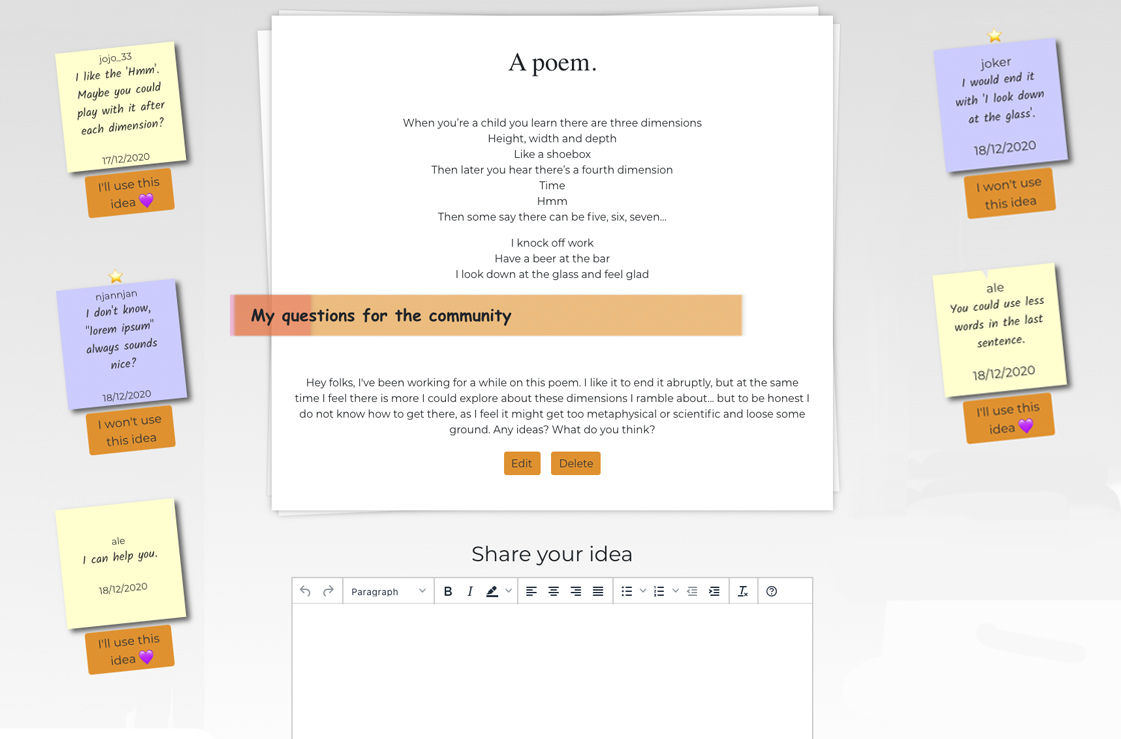 jojo_33
I like the 'Hmm'.
Maybe you could
play with it after
each dimension?
17/12/2020
I'll use this
idea 💜
njannjan
I don't know,
"lorem ipsum"
always sounds
nice?
18/12/2020
I won't use
this idea
ale
I can help you.
18/12/2020
I'll use this
idea 💜
A poem.
When you're a child you learn there are three dimensions
Height, width and depth
Like a shoebox
Then later you hear there's a fourth dimension
Time
Hmm
Then some say there can be five, six, seven...
I knock off work
Have a beer at the bar
I look down at the glass and feel glad
My questions for the community
Hey folks, I've been working for a while on this poem. I like it to end it abruptly, but at the same
time I feel there is more I could explore about these dimensions I ramble about... but to be honest I
do not know how to get there, as I feel it might get too metaphysical or scientific and loose some
ground. Any ideas? What do you think?
Edit Delete
Share your idea
Paragraph B I
joker
I would end it
with 'I look down
at the glass'.
18/12/2020
I won't use
this idea
ale
You could use less
words in the last
sentence.
18/12/2020
I'll use this
idea 💜